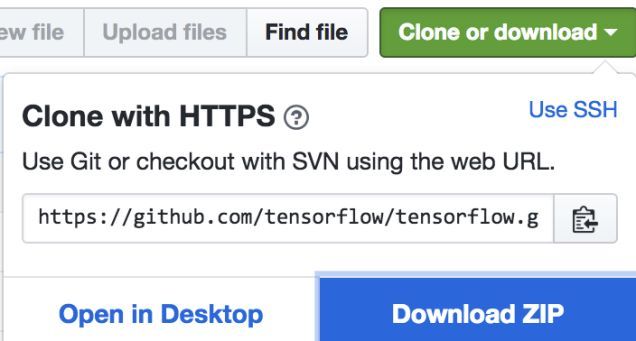 ew file Upload files Find file Clone or download
Clone with HTTPS ? Use SSH
Use Git or checkout with SVN using the web URL.
https://github.com/tensorflow/tensorflow.g
Open in Desktop Download ZIP